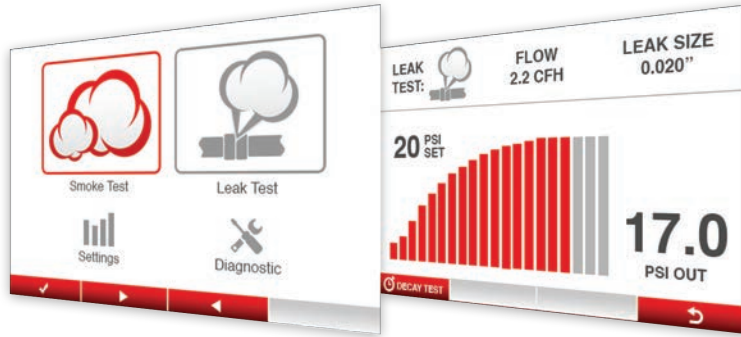 Smoke Test
Leak Test
Settings
Diagnostic
LEAK TEST:
FLOW
2.2 CFH
LEAK SIZE
0.020”
20 PSI SET
17.0
PSI OUT
DECAY TEST